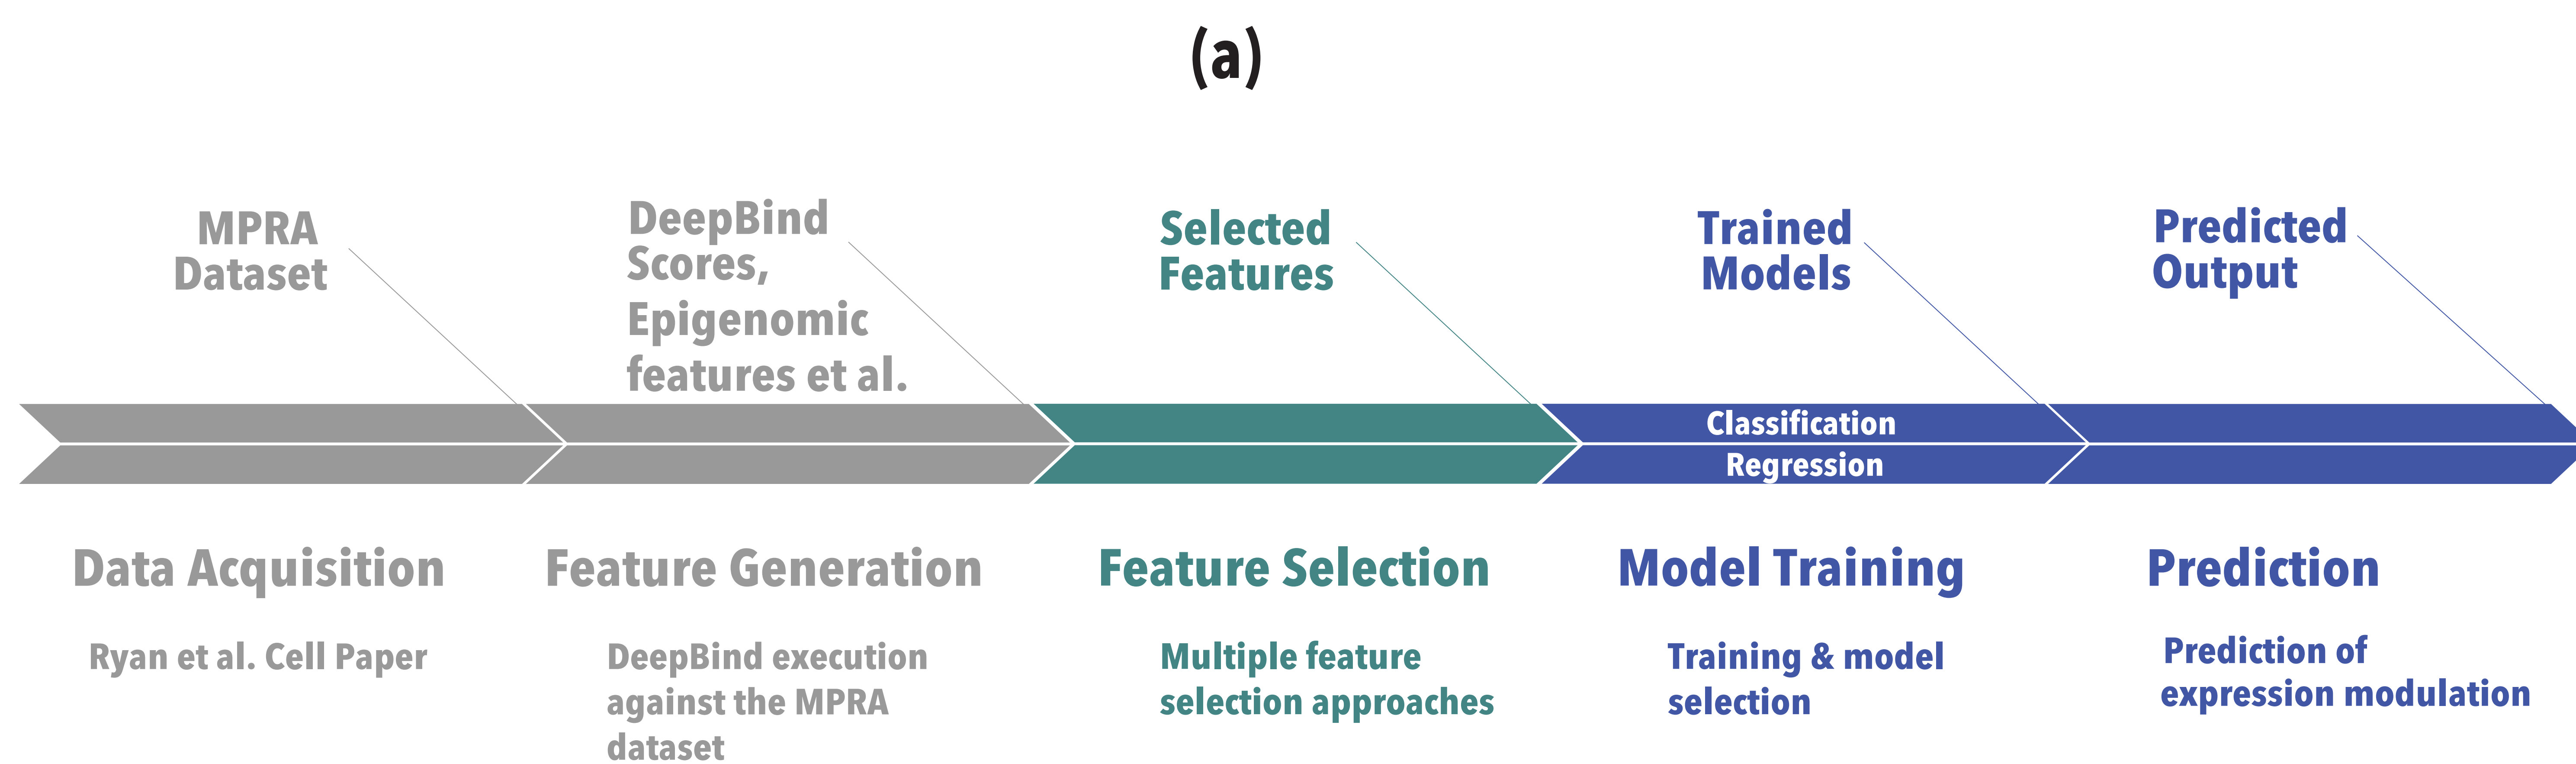 (a)
MPRA
Dataset
DeepBind
Scores,
Epigenomic
features et al.
Selected
Features
Trained
Models
Predicted
Output
Classification
Regression
Data Acquisition
Feature Generation
Feature Selection
Model Training
Prediction
Ryan et al. Cell Paper
DeepBind execution
against the MPRA
dataset
Multiple feature
selection approaches
Training & model
selection
Prediction of
expression modulation